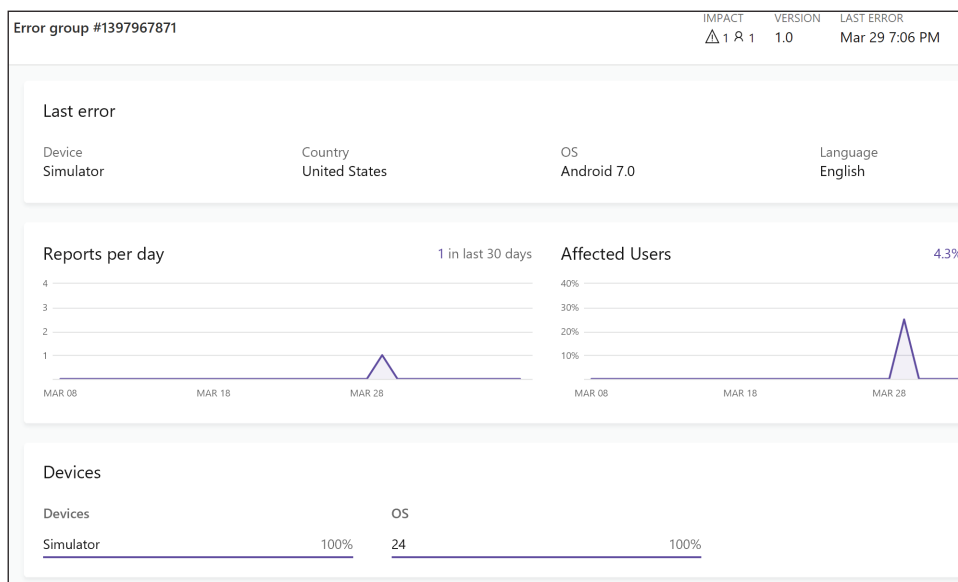 Error group #1397967871
IMPACT VERSION LAST ERROR
1 1 1.0 Mar 29 7:06 PM
Last error
Device Country OS Language
Simulator United States Android 7.0 English
Reports per day 1 in last 30 days
4
3
2
1
MAR 08 MAR 18 MAR 28
Affected Users 4.3%
40%
30%
20%
10%
MAR 08 MAR 18 MAR 28
Devices
Devices OS
Simulator 100% 24 100%